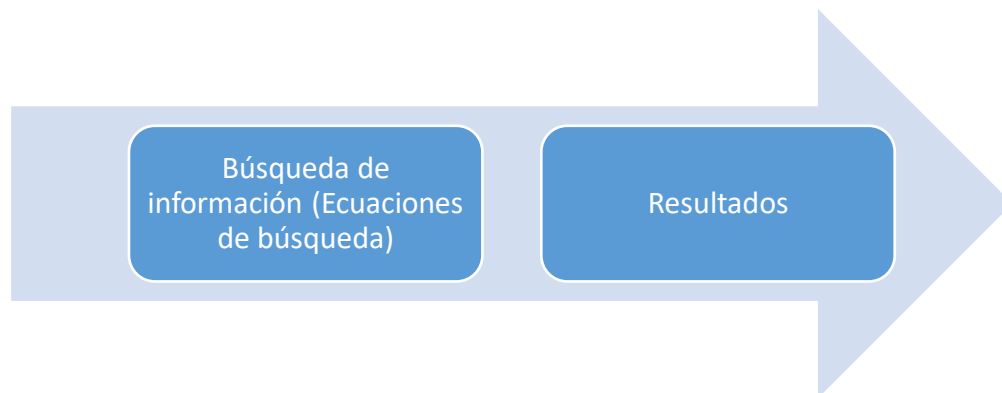 Búsqueda de
información (Ecuaciones
de búsqueda)
Resultados